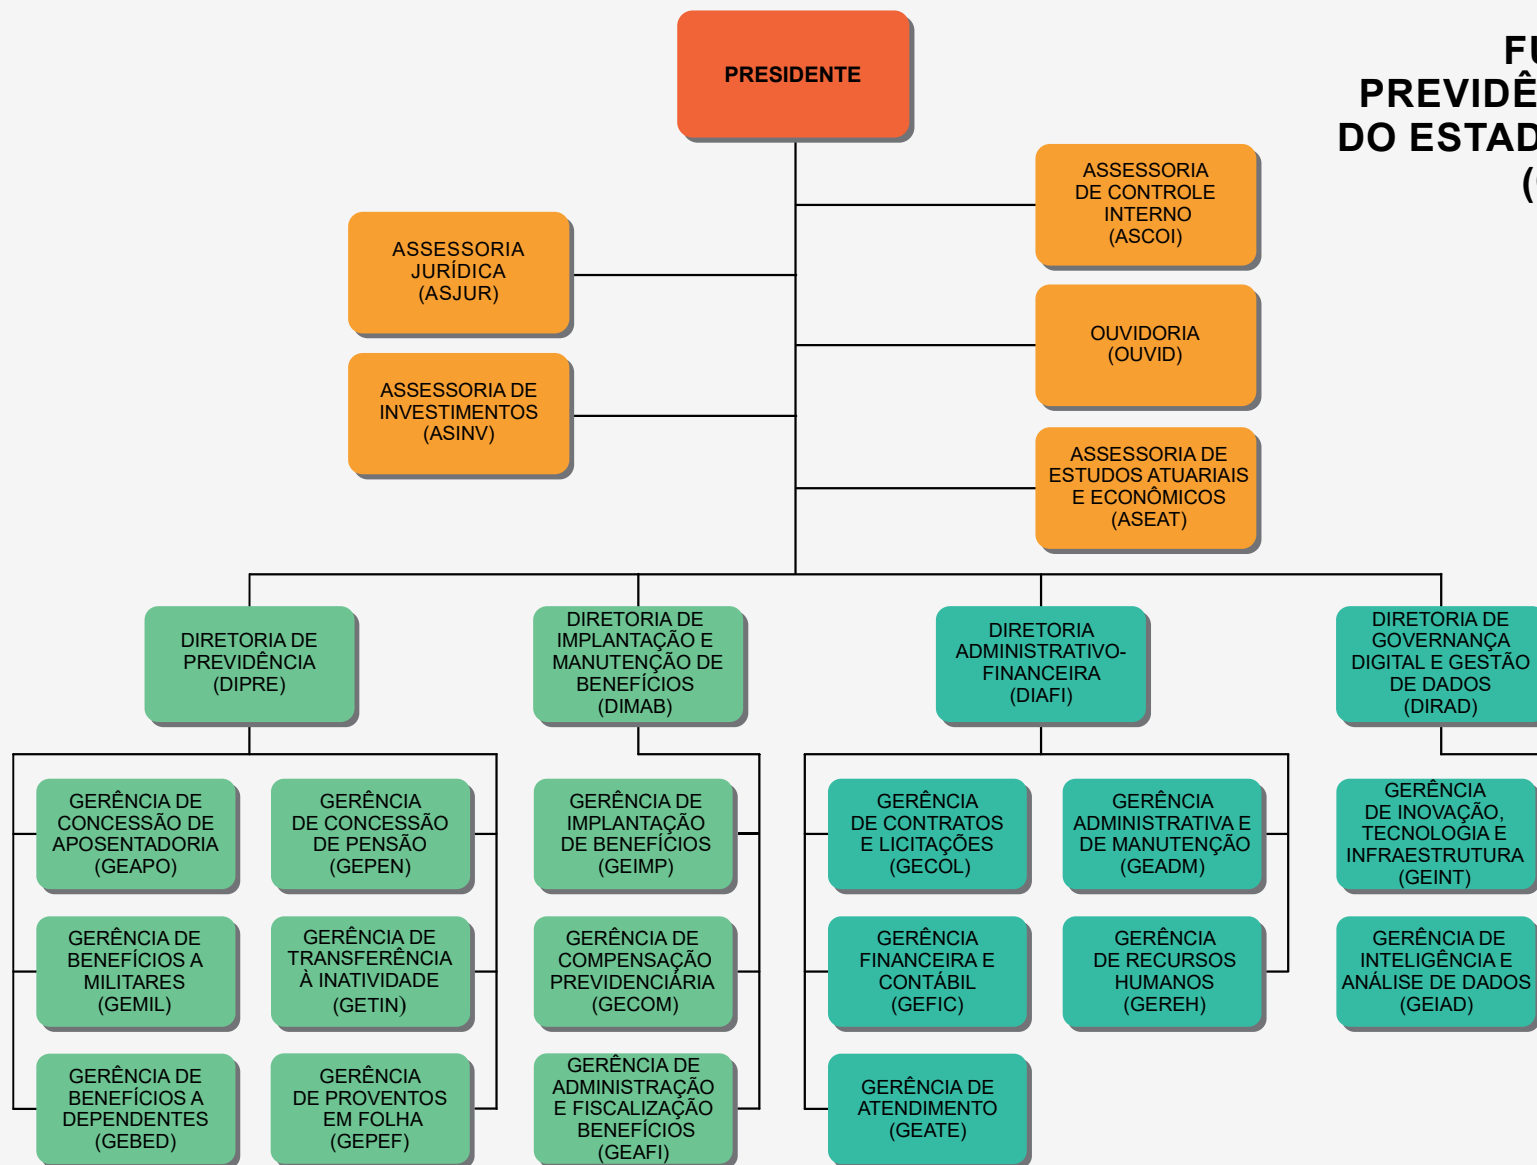 PRESIDENTE
PREVIDÊ
DO ESTAD
ASSESSORIA
DE CONTROLE
INTERNO
(ASCOI)
ASSESSORIA
JURÍDICA
(ASJUR)
OUVIDORIA
(OUVID)
ASSESSORIA DE
INVESTIMENTOS
(ASINV)
ASSESSORIA DE
ESTUDOS ATUARIAIS
E ECONÔMICOS
(ASEAT)
DIRETORIA DE
PREVIDÊNCIA
(DIPRE)
DIRETORIA DE
IMPLANTAÇÃO E
MANUTENÇÃO DE
BENEFÍCIOS
(DIMAB)
DIRETORIA
ADMINISTRATIVO-
FINANCEIRA
(DIAFI)
DIRETORIA DE
GOVERNANÇA
DIGITAL E GESTÃO
DE DADOS
(DIRAD)
GERÊNCIA DE
CONCESSÃO DE
APOSENTADORIA
(GEAPO)
GERÊNCIA
DE CONCESSÃO
DE PENSÃO
(GEPEN)
GERÊNCIA DE
IMPLANTAÇÃO
DE BENEFÍCIOS
(GEIMP)
GERÊNCIA
DE CONTRATOS
E LICITAÇÕES
(GECOL)
GERÊNCIA
ADMINISTRATIVA E
DE MANUTENÇÃO
(GEADM)
GERÊNCIA
DE INOVAÇÃO,
TECNOLOGIA E
INFRAESTRUTURA
(GEINT)
GERÊNCIA DE
BENEFÍCIOS A
MILITARES
(GEMIL)
GERÊNCIA DE
TRANSFERÊNCIA
À INATIVIDADE
(GETIN)
GERÊNCIA DE
COMPENSAÇÃO
PREVIDENCIÁRIA
(GECOM)
GERÊNCIA
FINANCEIRA E
CONTÁBIL
(GEFIC)
GERÊNCIA
DE RECURSOS
HUMANOS
(GEREH)
GERÊNCIA DE
INTELIGÊNCIA E
ANÁLISE DE DADOS
(GEIAD)
GERÊNCIA DE
BENEFÍCIOS A
DEPENDENTES
(GEBED)
GERÊNCIA
DE PROVENTOS
EM FOLHA
(GEPEF)
GERÊNCIA DE
ADMINISTRAÇÃO
E FISCALIZAÇÃO
BENEFÍCIOS
(GEAFI)
GERÊNCIA DE
ATENDIMENTO
(GEATE)